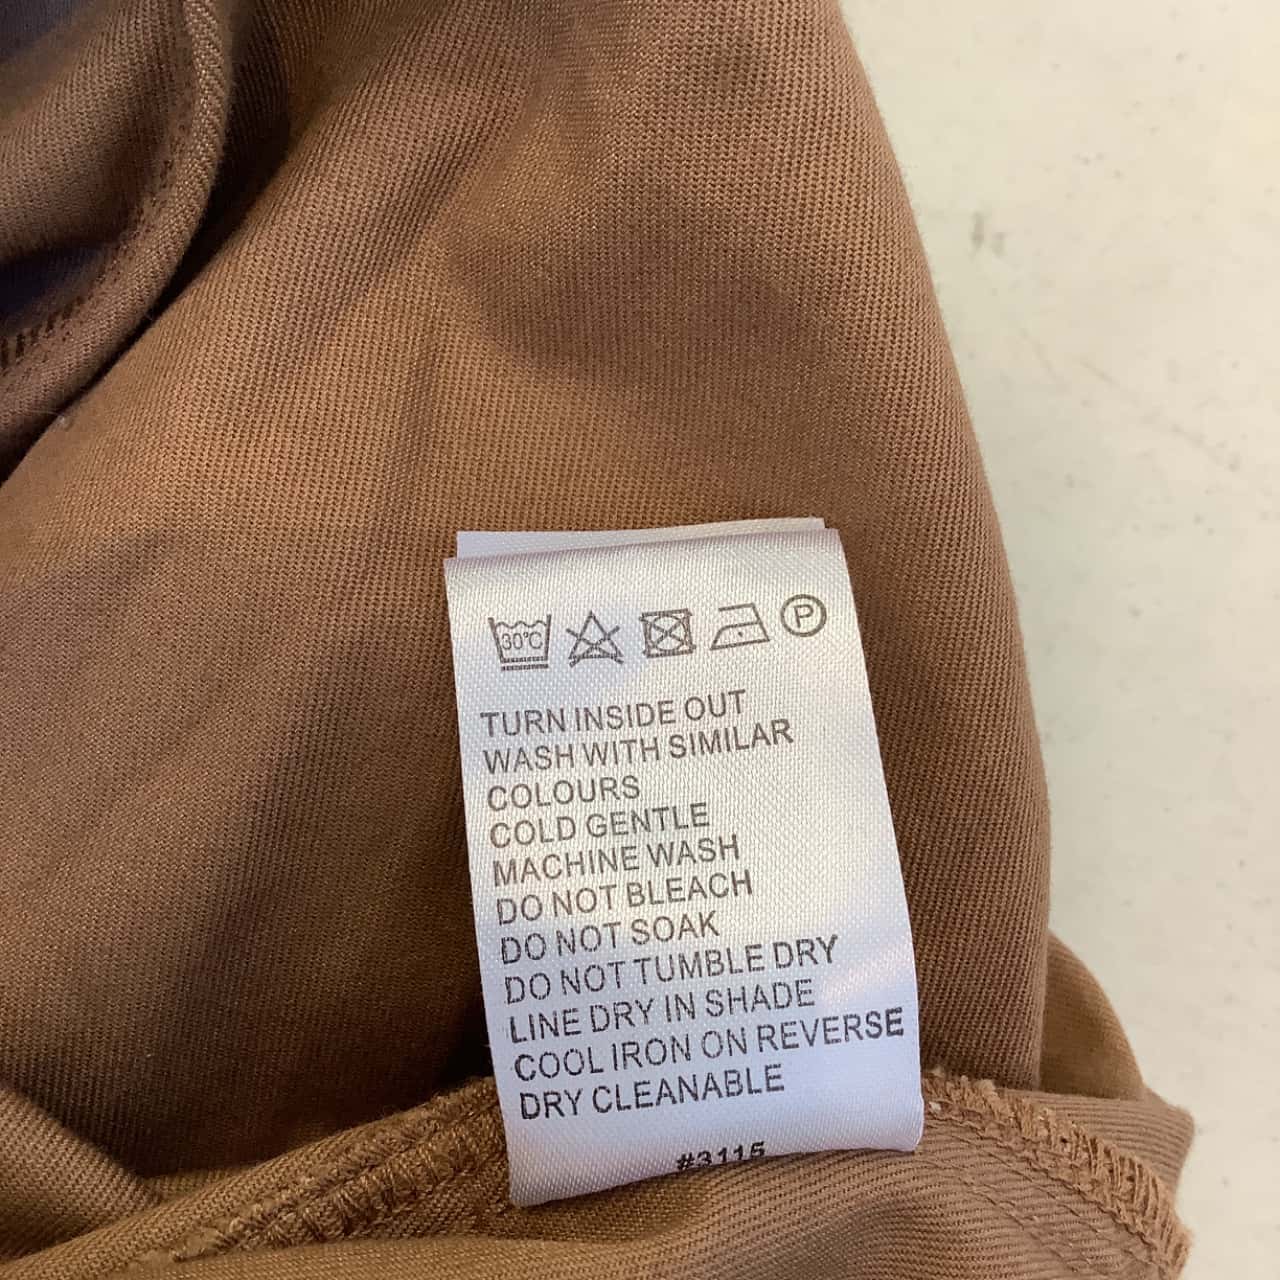 30°C P
TURN INSIDE OUT
WASH WITH SIMILAR
COLOURS
COLD GENTLE
MACHINE WASH
DO NOT BLEACH
DO NOT SOAK
DO NOT TUMBLE DRY
LINE DRY IN SHADE
COOL IRON ON REVERSE
DRY CLEANABLE
#3115